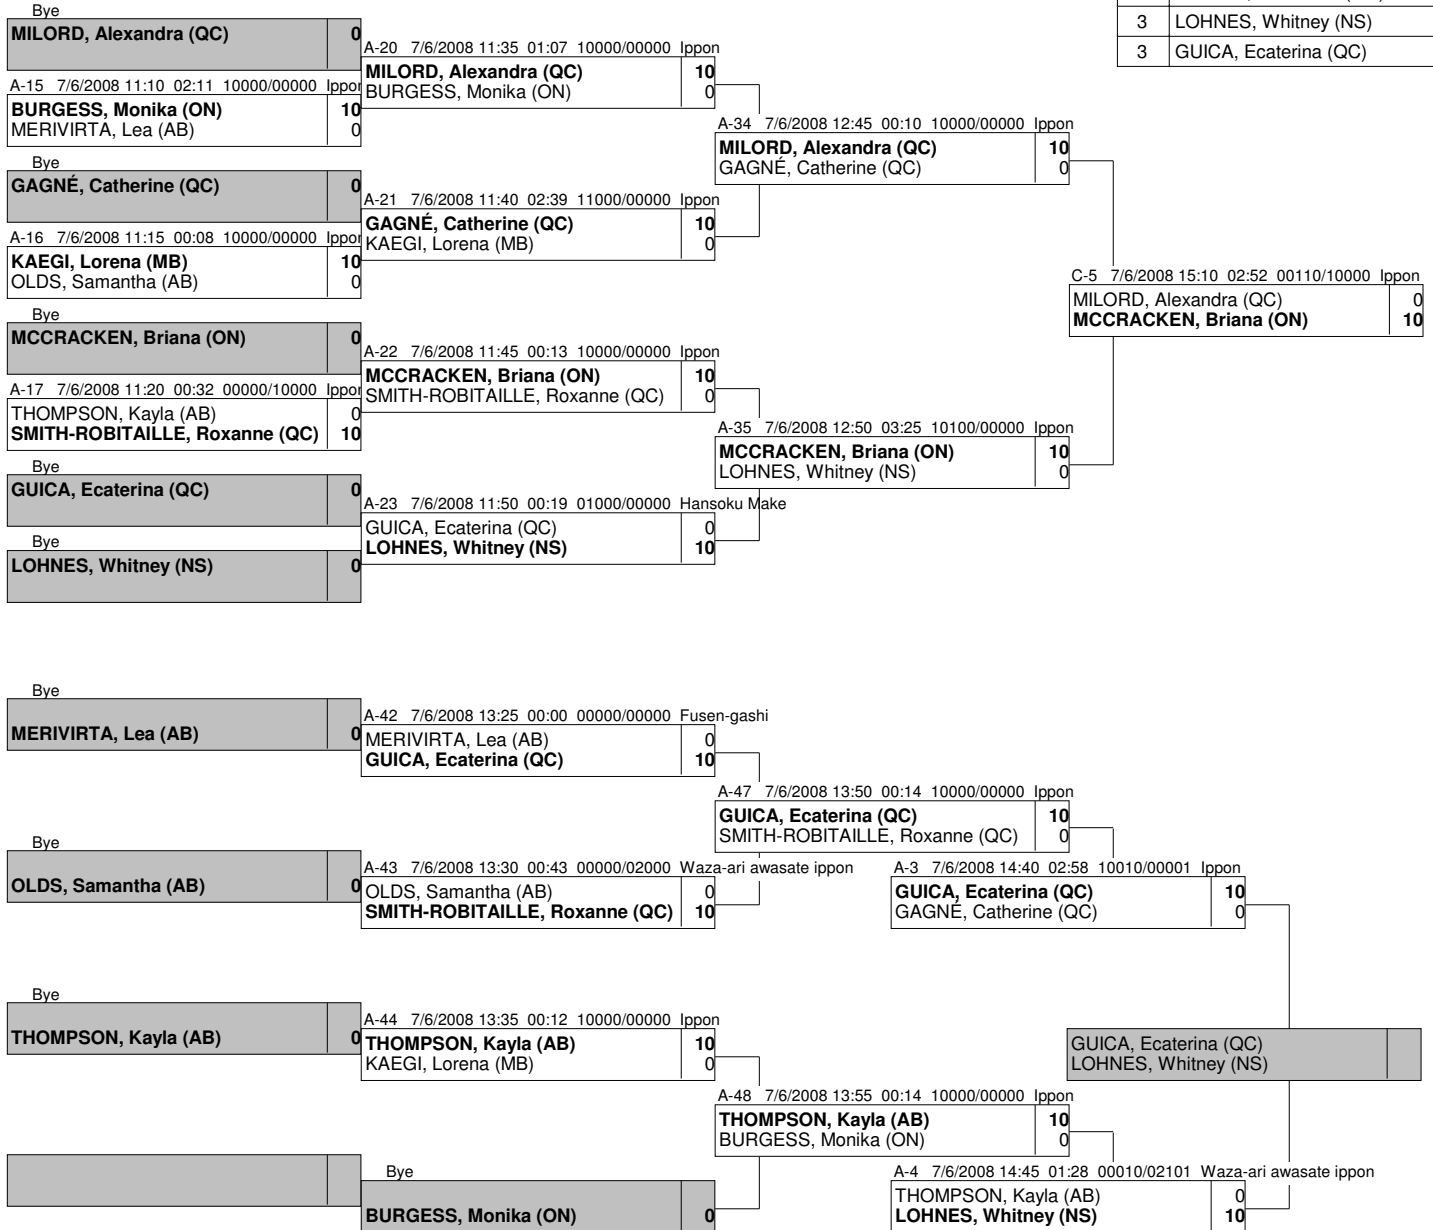 Bye
MILORD, Alexandra (QC) 0
A-15 7/6/2008 11:10 02:11 10000/00000 Ippon
BURGESS, Monika (ON) 10
MERIVIRTA, Lea (AB) 0
Bye
GAGNÉ, Catherine (QC) 0
A-16 7/6/2008 11:15 00:08 10000/00000 Ippon
KAEGI, Lorena (MB) 10
OLDS, Samantha (AB) 0
Bye
MCCRACKEN, Briana (ON) 0
A-17 7/6/2008 11:20 00:32 00000/10000 Ippon
THOMPSON, Kayla (AB) 0
SMITH-ROBITAILLE, Roxanne (QC) 10
Bye
GUICA, Ecaterina (QC) 0
Bye
LOHNES, Whitney (NS) 0
A-20 7/6/2008 11:35 01:07 10000/00000 Ippon
MILORD, Alexandra (QC) 10
BURGESS, Monika (ON) 0
A-21 7/6/2008 11:40 02:39 11000/00000 Ippon
GAGNÉ, Catherine (QC) 10
KAEGI, Lorena (MB) 0
A-22 7/6/2008 11:45 00:13 10000/00000 Ippon
MCCRACKEN, Briana (ON) 10
SMITH-ROBITAILLE, Roxanne (QC) 0
A-23 7/6/2008 11:50 00:19 01000/00000 Hansoku Make
GUICA, Ecaterina (QC) 0
LOHNES, Whitney (NS) 10
A-34 7/6/2008 12:45 00:10 10000/00000 Ippon
MILORD, Alexandra (QC) 10
GAGNÉ, Catherine (QC) 0
A-35 7/6/2008 12:50 03:25 10100/00000 Ippon
MCCRACKEN, Briana (ON) 10
LOHNES, Whitney (NS) 0
3 LOHNES, Whitney (NS)
3 GUICA, Ecaterina (QC)
C-5 7/6/2008 15:10 02:52 00110/10000 Ippon
MILORD, Alexandra (QC) 0
MCCRACKEN, Briana (ON) 10
Bye
MERIVIRTA, Lea (AB) 0
Bye
OLDS, Samantha (AB) 0
Bye
THOMPSON, Kayla (AB) 0
A-42 7/6/2008 13:25 00:00 00000/00000 Fusen-gashi
MERIVIRTA, Lea (AB) 0
GUICA, Ecaterina (QC) 10
A-43 7/6/2008 13:30 00:43 00000/02000 Waza-ari awasate ippon
OLDS, Samantha (AB) 0
SMITH-ROBITAILLE, Roxanne (QC) 10
A-44 7/6/2008 13:35 00:12 10000/00000 Ippon
THOMPSON, Kayla (AB) 10
KAEGI, Lorena (MB) 0
Bye
BURGESS, Monika (ON) 0
A-47 7/6/2008 13:50 00:14 10000/00000 Ippon
GUICA, Ecaterina (QC) 10
SMITH-ROBITAILLE, Roxanne (QC) 0
A-48 7/6/2008 13:55 00:14 10000/00000 Ippon
THOMPSON, Kayla (AB) 10
BURGESS, Monika (ON) 0
A-3 7/6/2008 14:40 02:58 10010/00001 Ippon
GUICA, Ecaterina (QC) 10
GAGNÉ, Catherine (QC) 0
A-4 7/6/2008 14:45 01:28 00010/02101 Waza-ari awasate ippon
THOMPSON, Kayla (AB) 0
LOHNES, Whitney (NS) 10
GUICA, Ecaterina (QC)
LOHNES, Whitney (NS)